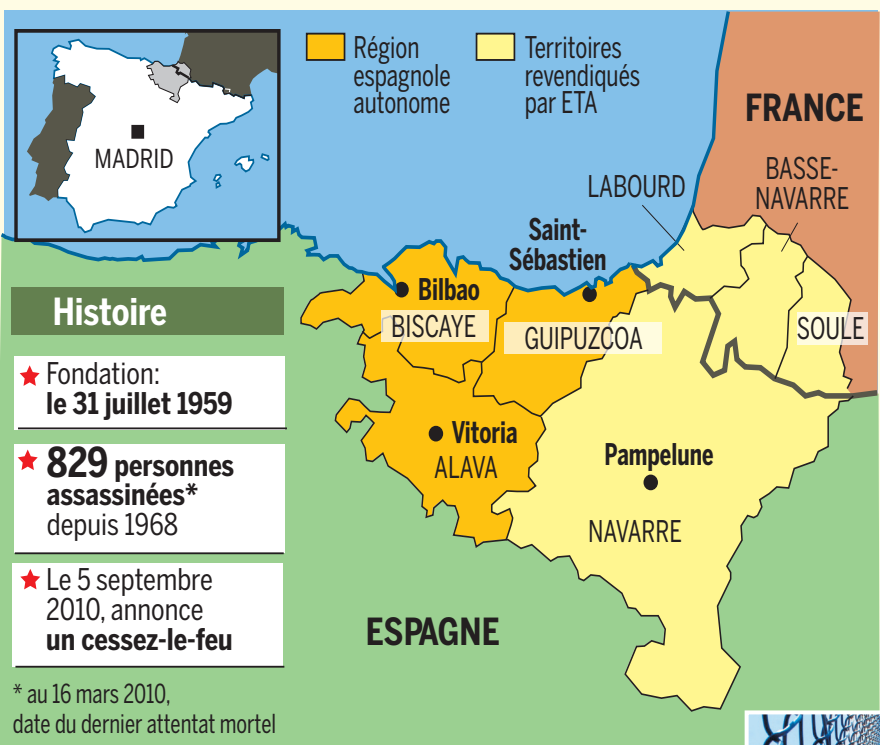 Région
espagnole
autonome
Territoires
revendiqués
par ETA
MADRID
FRANCE
LABOURD
BASSE-
NAVARRE
Saint-
Sébastien
Bilbao
BISCAYE
GUIPUZCOA
SOULE
Vitoria
ALAVA
Pampelune
NAVARRE
ESPAGNE
Histoire
Fondation:
le 31 juillet 1959
829 personnes
assassinées*
depuis 1968
Le 5 septembre
2010, annonce
un cessez-le-feu
* au 16 mars 2010,
date du dernier attentat mortel